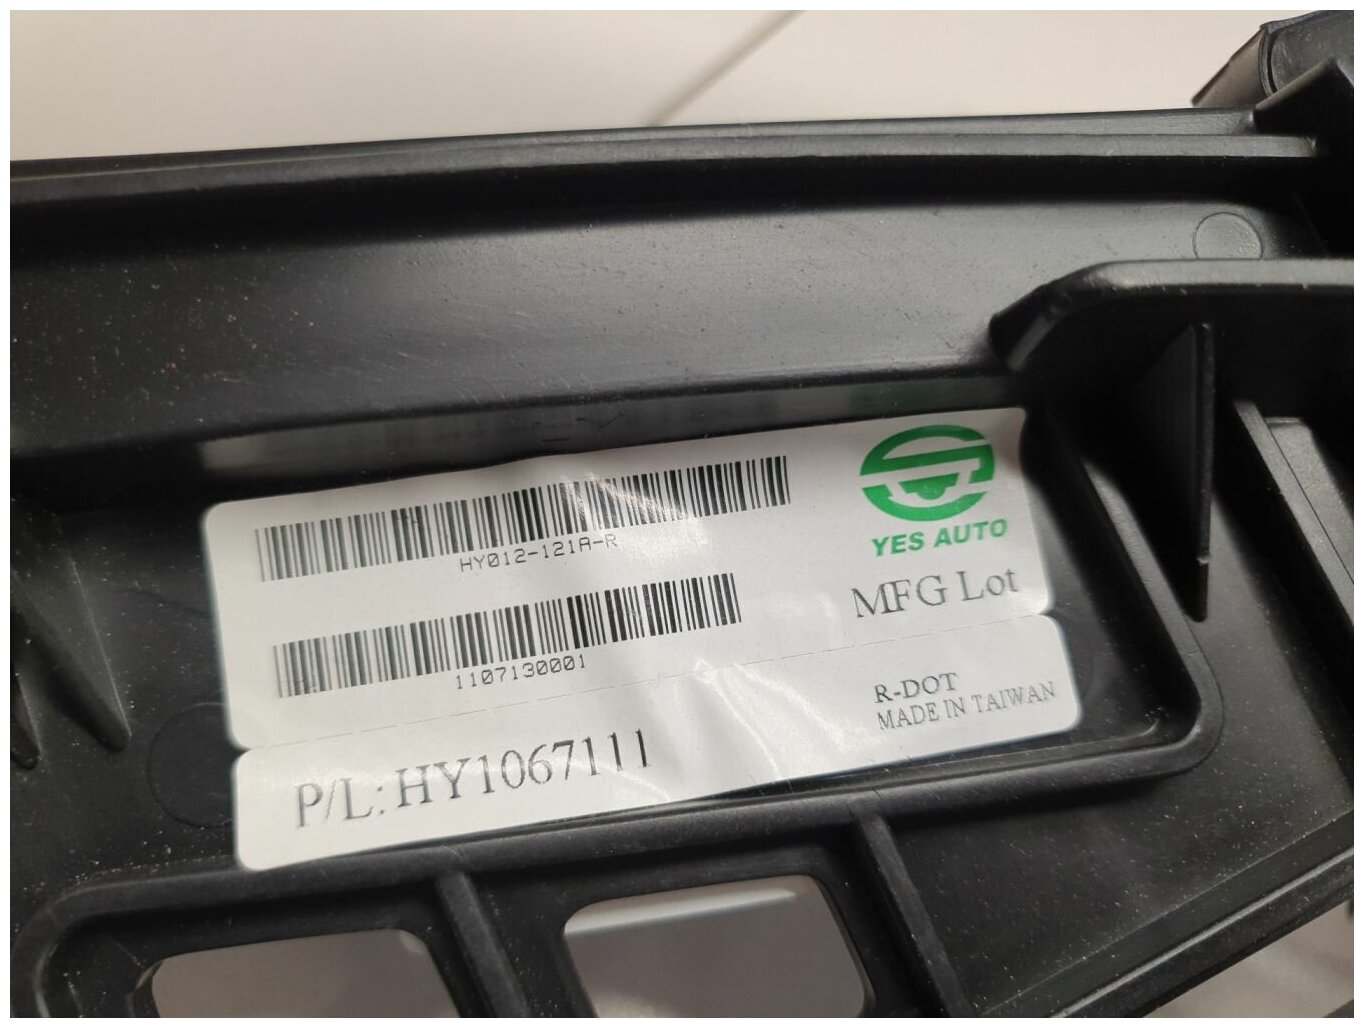 HY012-121A-R
YES AUTO
1107130001
MFG Lot
P/L: HY1067111
R-DOT
MADE IN TAIWAN